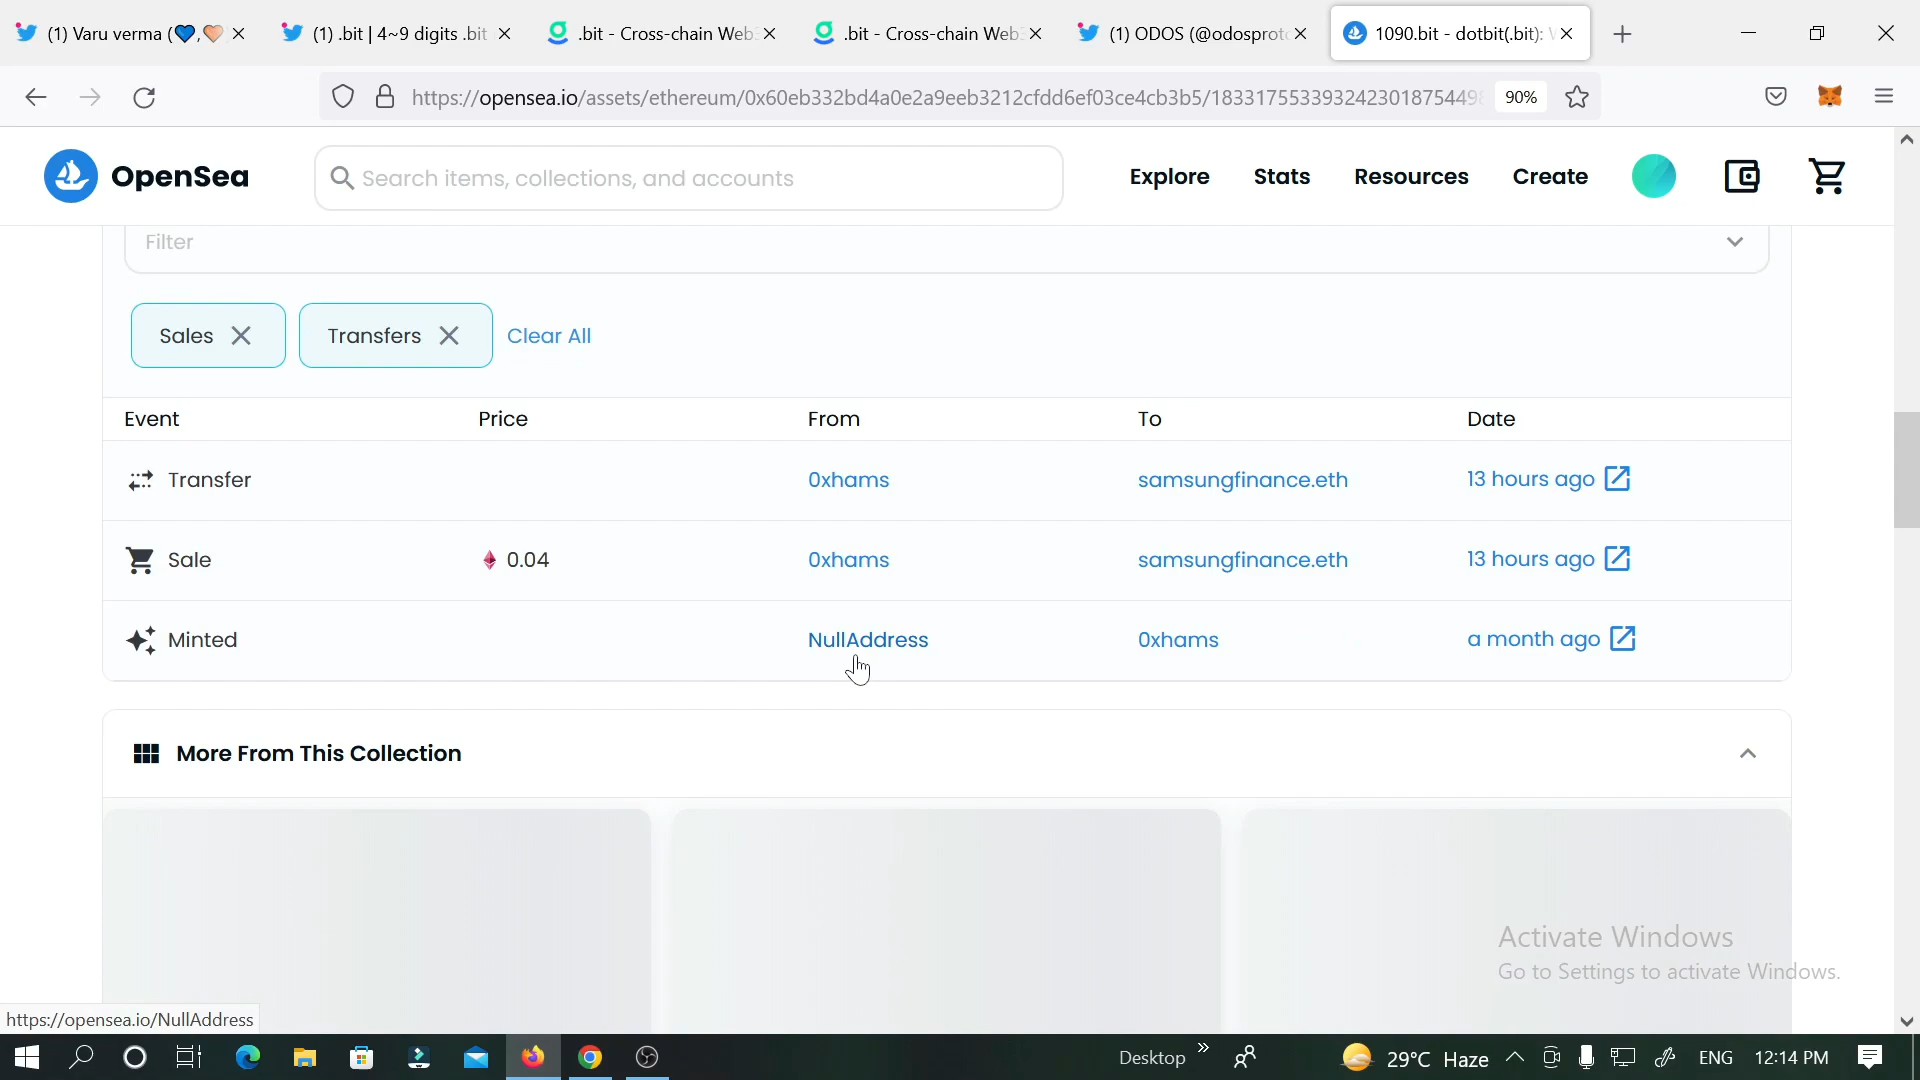 (1) Varu verma (💙,🧡
(1) .bit | 4~9 digits .bit
.bit - Cross-chain Web3
.bit - Cross-chain Web3
(1) ODOS (@odosproto
1090.bit - dotbit(.bit): V
https://opensea.io/assets/ethereum/0x60eb332bd4a0e2a9eeb3212cfdd6ef03ce4cb3b5/1833175533932423018754498
90%
OpenSea
Search items, collections, and accounts
Explore
Stats
Resources
Create
Filter
Sales
Transfers
Clear All
Event Price From To Date
Transfer 0xhams samsungfinance.eth 13 hours ago
Sale 0.04 0xhams samsungfinance.eth 13 hours ago
Minted NullAddress 0xhams a month ago
More From This Collection
Activate Windows
Go to Settings to activate Windows.
https://opensea.io/NullAddress
Desktop
29°C Haze
ENG
12:14 PM